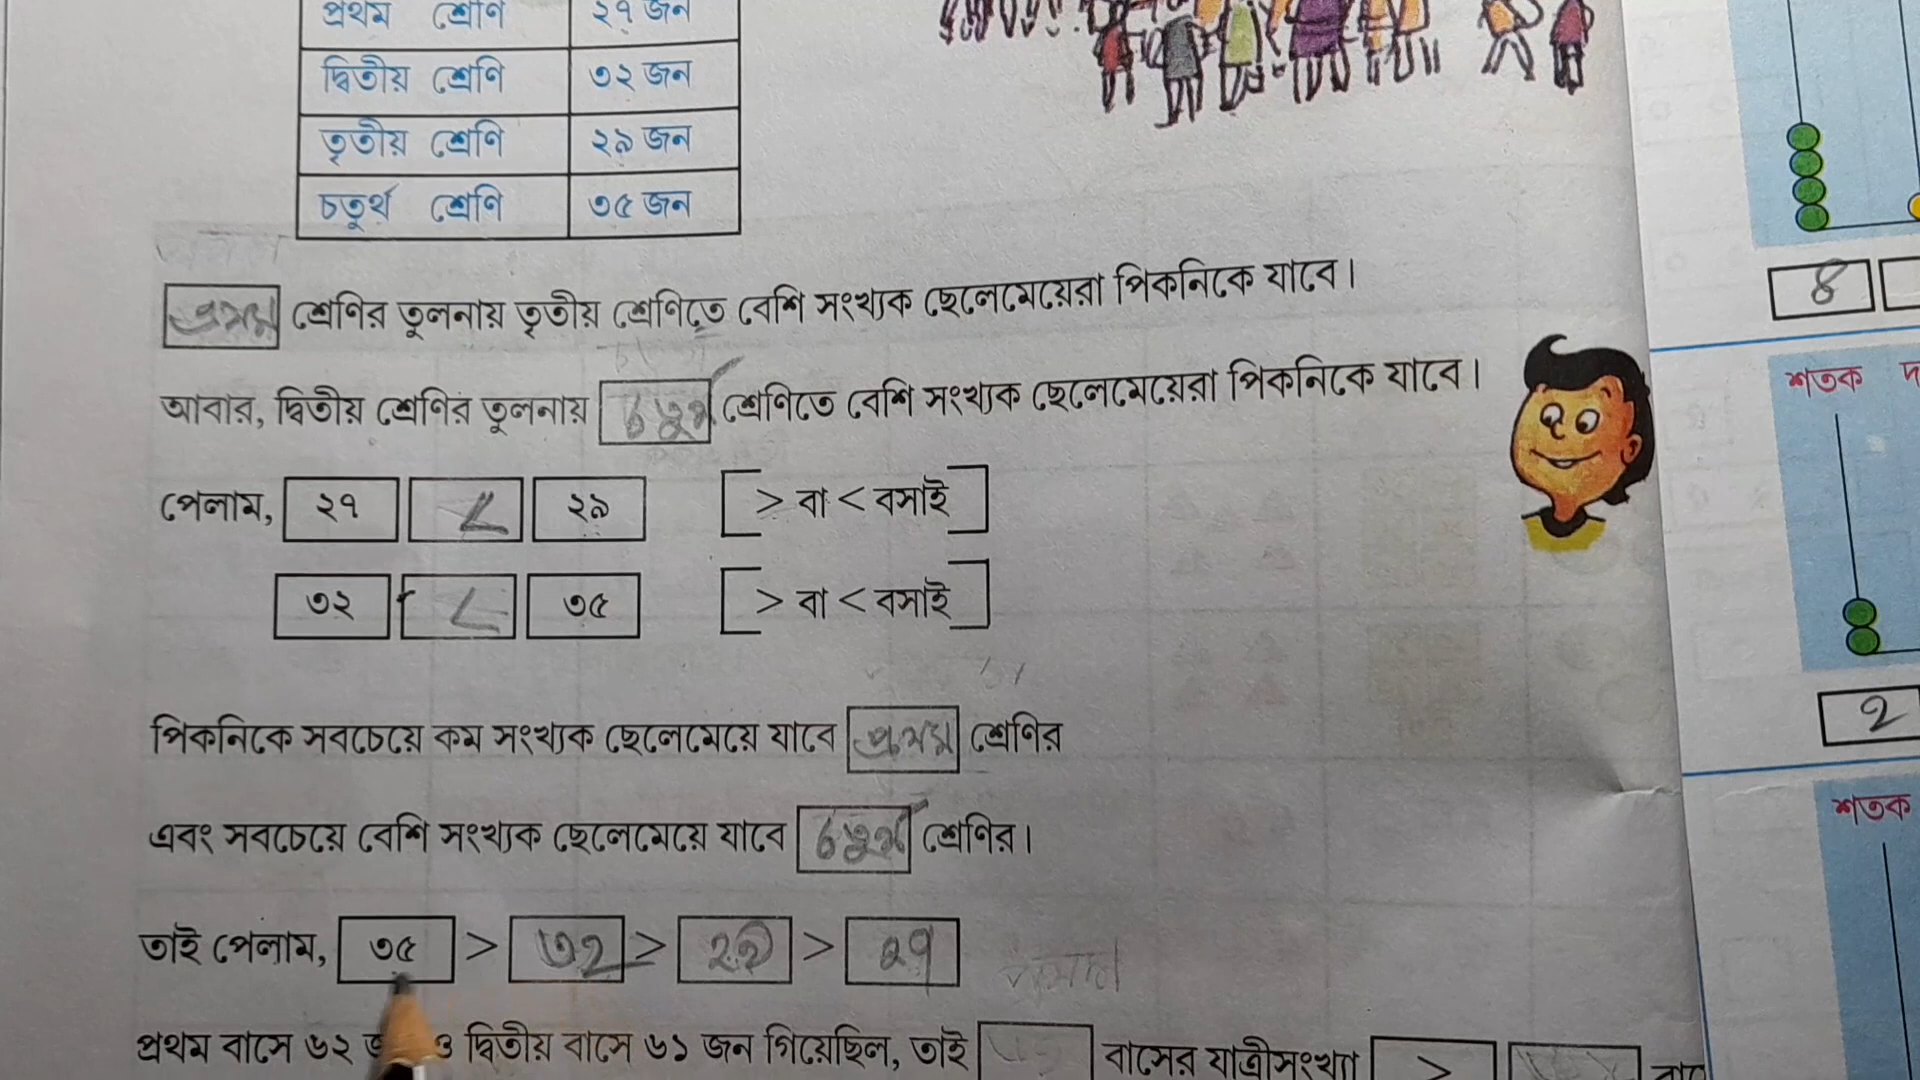 প্রথম শ্রেণি ২৭ জন
দ্বিতীয় শ্রেণি ৩২ জন
তৃতীয় শ্রেণি ২৯ জন
চতুর্থ শ্রেণি ৩৫ জন
প্রথম শ্রেণির তুলনায় তৃতীয় শ্রেণিতে বেশি সংখ্যক ছেলেমেয়েরা পিকনিকে যাবে।
আবার, দ্বিতীয় শ্রেণির তুলনায় চতুর্থ শ্রেণিতে বেশি সংখ্যক ছেলেমেয়েরা পিকনিকে যাবে।
পেলাম, ২৭ < ২৯ [> বা < বসাই]
৩২ < ৩৫ [> বা < বসাই]
পিকনিকে সবচেয়ে কম সংখ্যক ছেলেমেয়ে যাবে প্রথম শ্রেণির
এবং সবচেয়ে বেশি সংখ্যক ছেলেমেয়ে যাবে চতুর্থ শ্রেণির।
তাই পেলাম, ৩৫ > ৩২ > ২৯ > ২৭
প্রথম বাসে ৬২ ও দ্বিতীয় বাসে ৬১ জন গিয়েছিল, তাই বাসের যাত্রীসংখ্যা >
৪
শতক
২
শতক